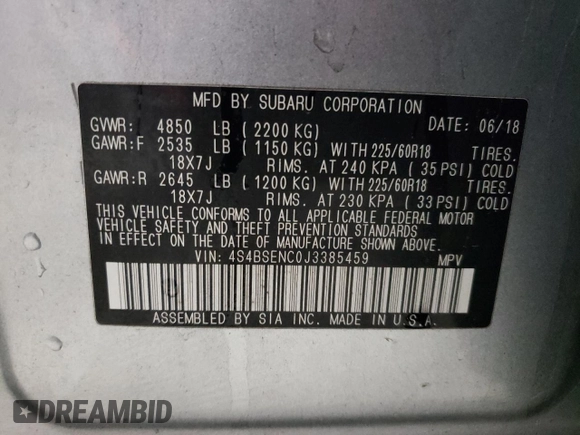 MFD BY SUBARU CORPORATION
GVWR: 4850 LB ( 2200 KG) DATE: 06/18
GAWR:F 2535 LB ( 1150 KG) WITH 225/60R18 TIRES.
18X7J RIMS. AT 240 KPA ( 35 PSI) COLD
GAWR:R 2645 LB ( 1200 KG) WITH 225/60R18 TIRES.
18X7J RIMS. AT 230 KPA ( 33 PSI) COLD
THIS VEHICLE CONFORMS TO ALL APPLICABLE FEDERAL MOTOR
VEHICLE SAFETY AND THEFT PREVENTION STANDARDS
IN EFFECT ON THE DATE OF MANUFACTURE SHOWN ABOVE.
VIN: 4S4BSENC0J3385459 MPV
ASSEMBLED BY SIA INC. MADE IN U.S.A.
DREAMBID